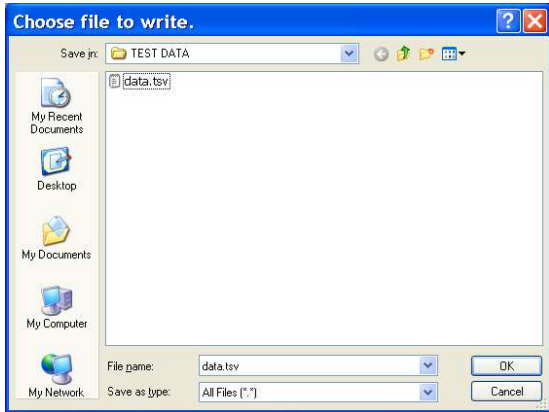 Choose file to write.
Save in: TEST DATA
data.tsv
My Recent
Documents
Desktop
My Documents
My Computer
My Network
File name: data.tsv OK
Save as type: All Files (*.*) Cancel